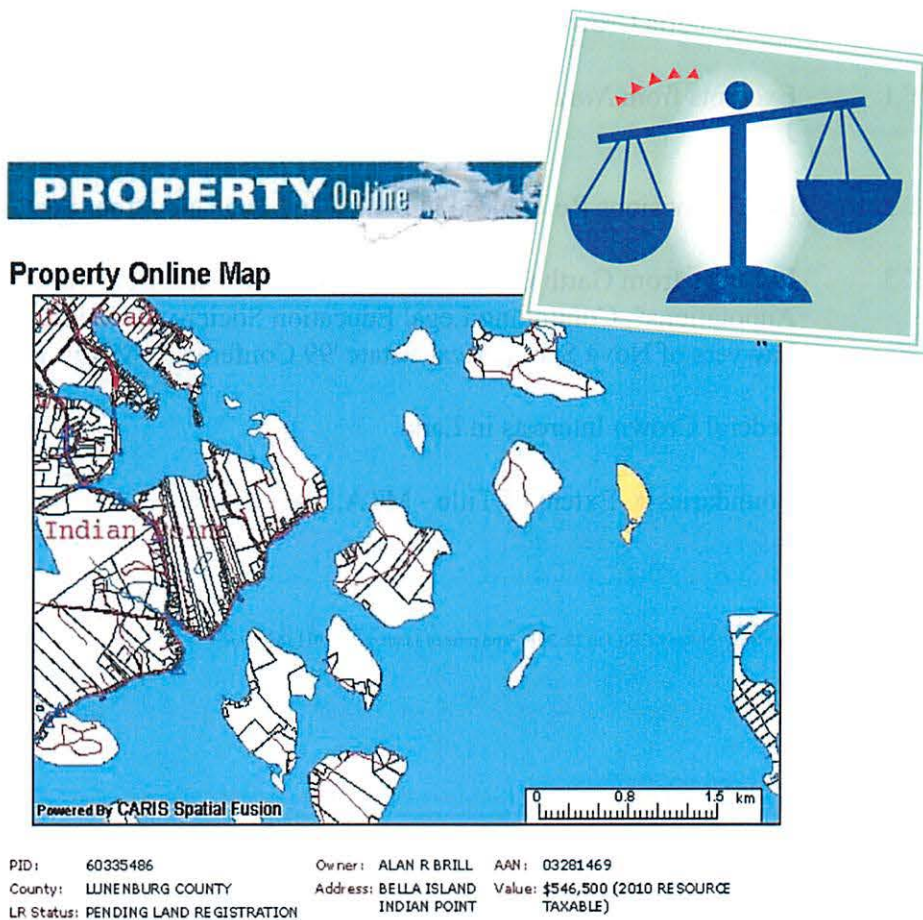 PROPERTY Online
Property Online Map
Indian Point
Powered By CARIS Spatial Fusion
0 0.8 1.5 km
PID: 60335486 Owner: ALAN R BRILL AAN: 03281469
County: LUNENBURG COUNTY Address: BELLA ISLAND Value: $546,500 (2010 RESOURCE
LR Status: PENDING LAND REGISTRATION INDIAN POINT TAXABLE)